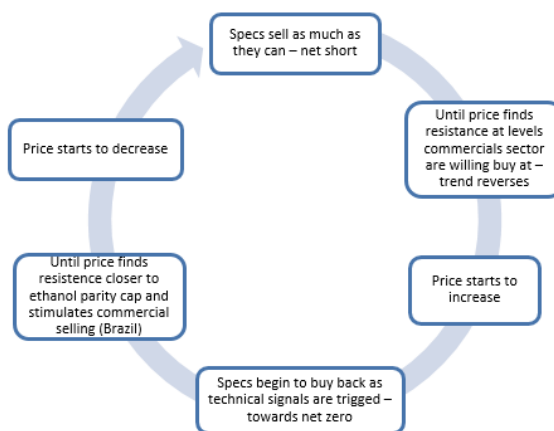 Specs sell as much as
they can – net short
Until price finds
resistance at levels
commercials sector
are willing buy at –
trend reverses
Price starts to
increase
Specs begin to buy back as
technical signals are trigged –
towards net zero
Until price finds
resistence closer to
ethanol parity cap and
stimulates commercial
selling (Brazil)
Price starts to decrease